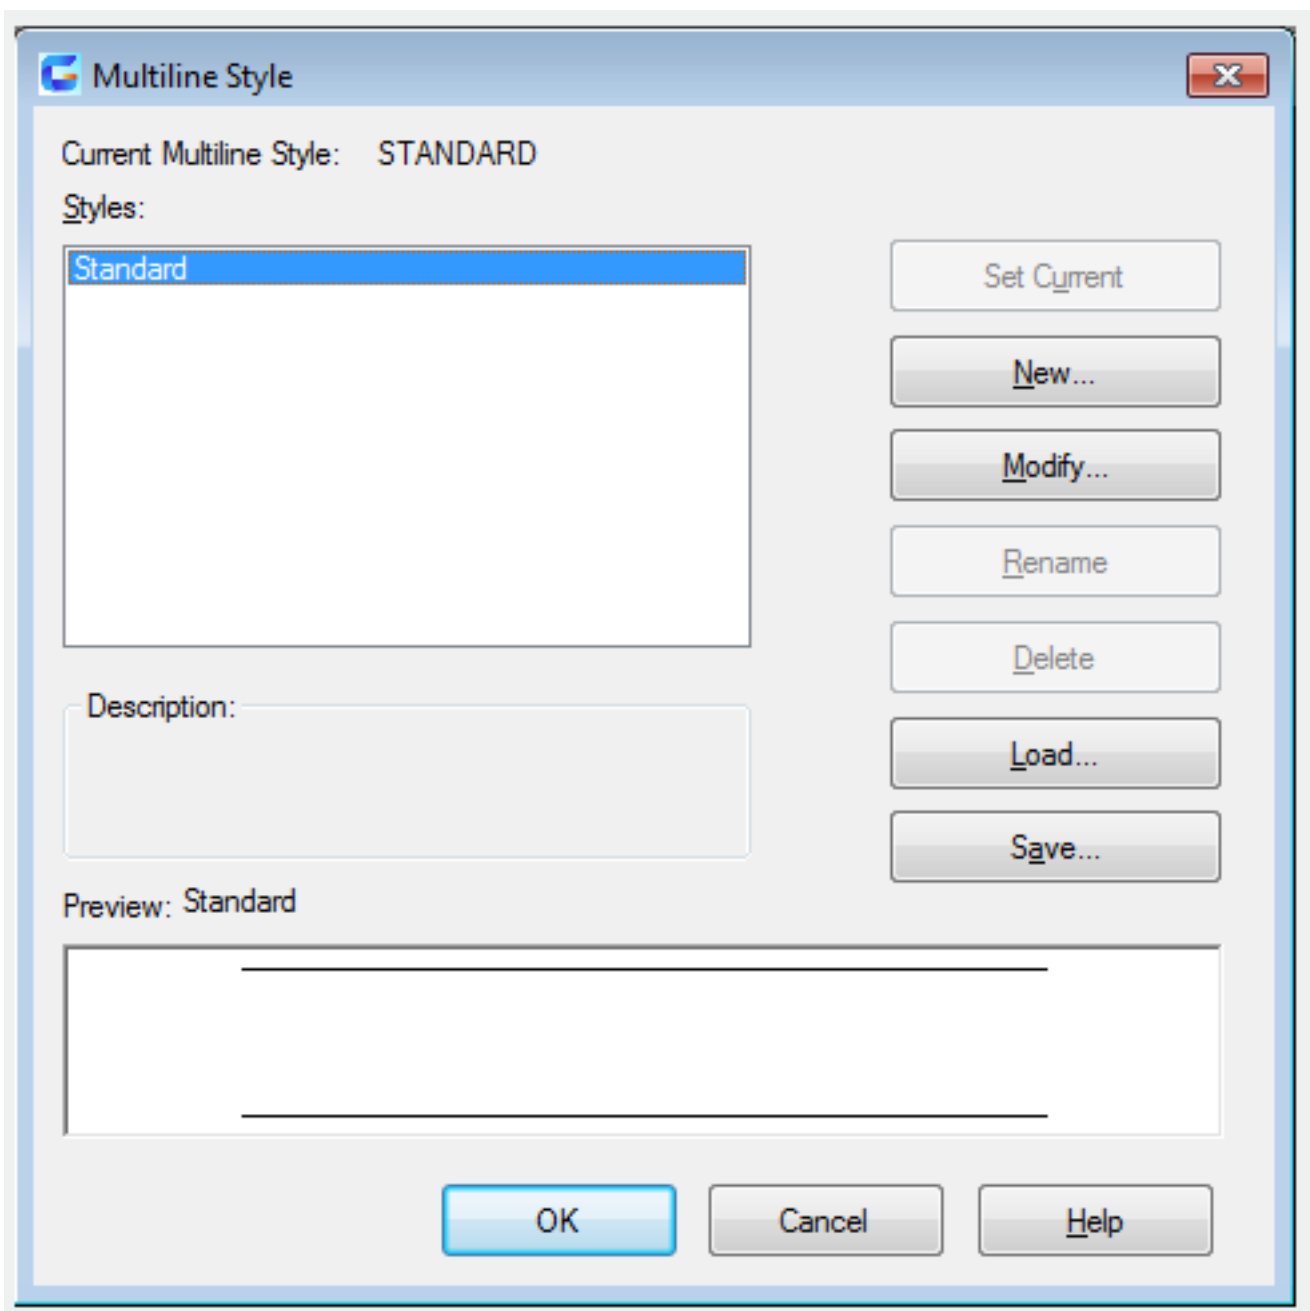 Multiline Style
Current Multiline Style: STANDARD
Styles:
Standard
Set Current
New...
Modify...
Rename
Delete
Load...
Save...
Description:
Preview: Standard
OK Cancel Help